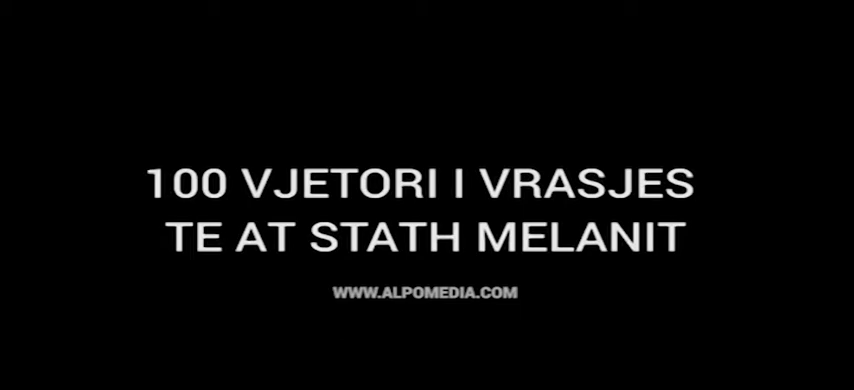 100 VJETORI I VRASJES
TE AT STATH MELANIT
WWW.ALPOMEDIA.COM